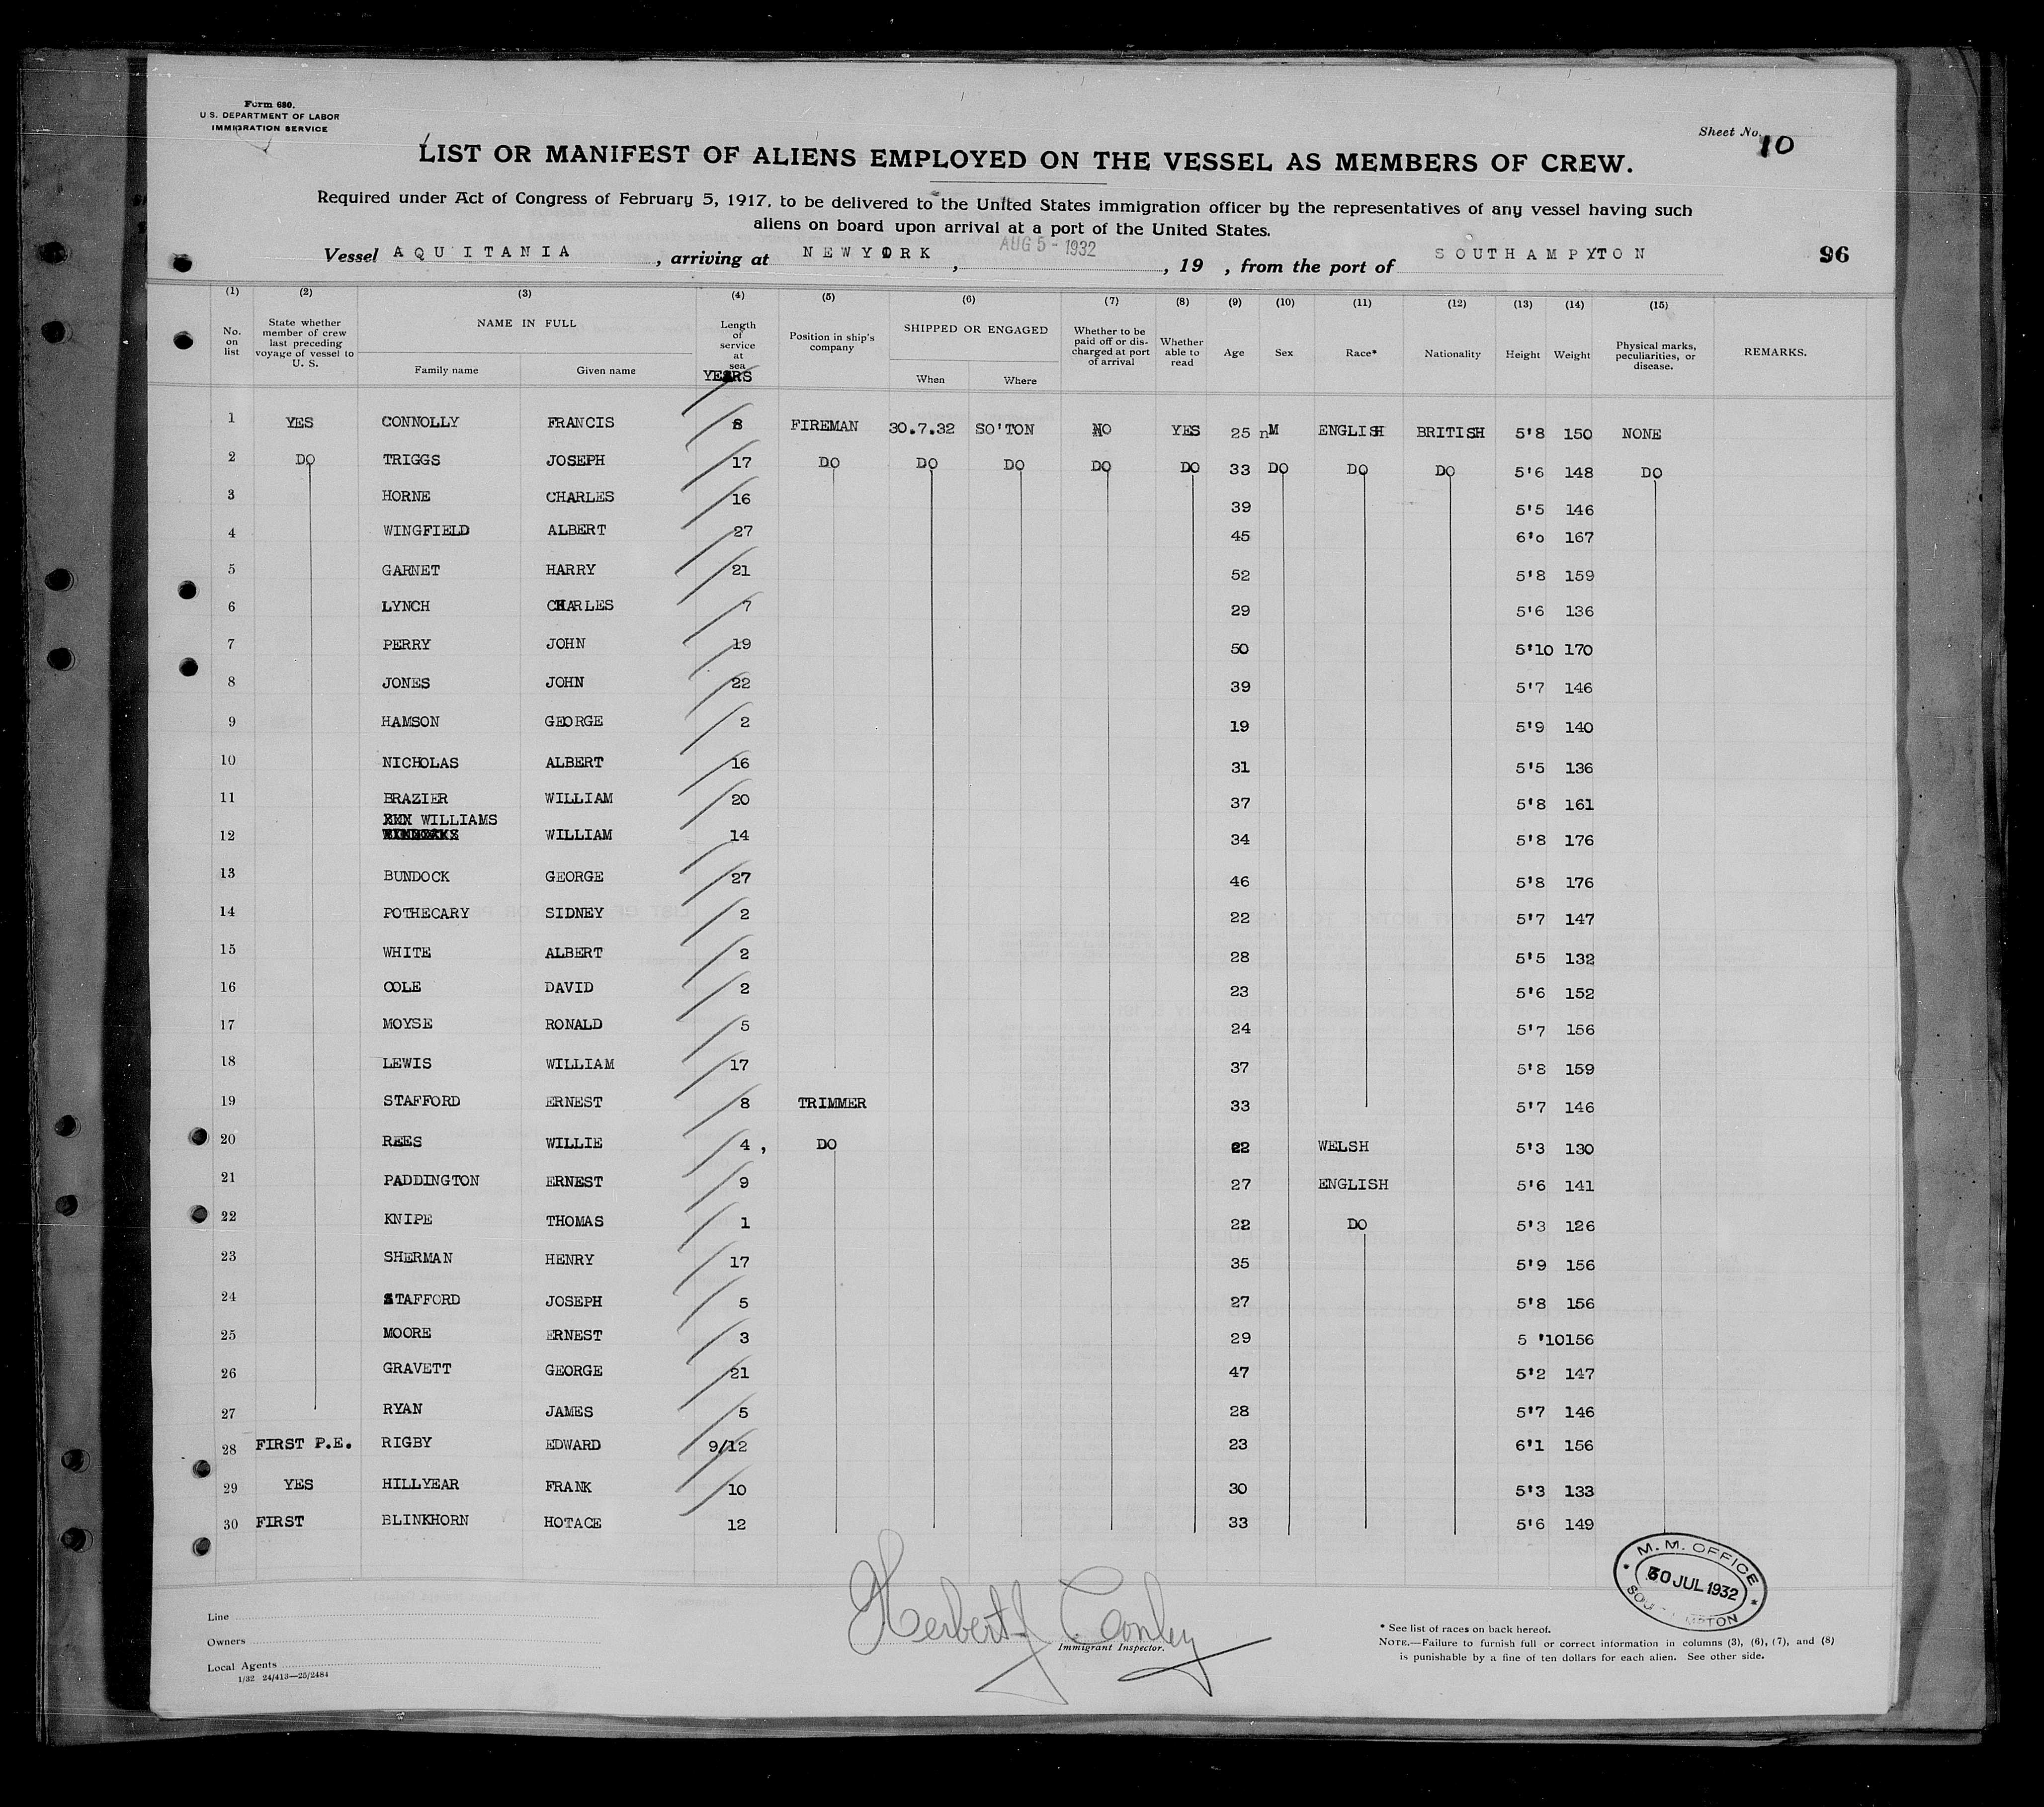 Form 680.
U. S. DEPARTMENT OF LABOR
IMMIGRATION SERVICE
Sheet No. 10
LIST OR MANIFEST OF ALIENS EMPLOYED ON THE VESSEL AS MEMBERS OF CREW.
Required under Act of Congress of February 5, 1917, to be delivered to the United States immigration officer by the representatives of any vessel having such
aliens on board upon arrival at a port of the United States.
Vessel AQUITANIA, arriving at NEWYORK, AUG 5 - 1932, 19 , from the port of SOUTHAMPYTON 96
(1) (2) (3) (4) (5) (6) (7) (8) (9) (10) (11) (12) (13) (14) (15)
No. on list State whether member of crew last preceding voyage of vessel to U. S. NAME IN FULL Family name Given name Length of service at sea YEARS Position in ship's company SHIPPED OR ENGAGED When Where Whether to be paid off or discharged at port of arrival Whether able to read Age Sex Race* Nationality Height Weight Physical marks, peculiarities, or disease. REMARKS.
1 YES CONNOLLY FRANCIS 8 FIREMAN 30.7.32 SO'TON NO YES 25 nM ENGLISH BRITISH 5'8 150 NONE
2 DO TRIGGS JOSEPH 17 DO DO DO DO DO 33 DO DO DO 5'6 148 DO
3 HORNE CHARLES 16 39 5'5 146
4 WINGFIELD ALBERT 27 45 6'0 167
5 GARNET HARRY 21 52 5'8 159
6 LYNCH CHARLES 7 29 5'6 136
7 PERRY JOHN 19 50 5'10 170
8 JONES JOHN 22 39 5'7 146
9 HAMSON GEORGE 2 19 5'9 140
10 NICHOLAS ALBERT 16 31 5'5 136
11 BRAZIER WILLIAM 20 37 5'8 161
WILLIAMS
12 WILLIAM 14 34 5'8 176
13 BUNDOCK GEORGE 27 46 5'8 176
14 POTHECARY SIDNEY 2 22 5'7 147
15 WHITE ALBERT 2 28 5'5 132
16 COLE DAVID 2 23 5'6 152
17 MOYSE RONALD 5 24 5'7 156
18 LEWIS WILLIAM 17 37 5'8 159
19 STAFFORD ERNEST 8 TRIMMER 33 5'7 146
20 REES WILLIE 4 , DO 22 WELSH 5'3 130
21 PADDINGTON ERNEST 9 27 ENGLISH 5'6 141
22 KNIPE THOMAS 1 22 DO 5'3 126
23 SHERMAN HENRY 17 35 5'9 156
24 STAFFORD JOSEPH 5 27 5'8 156
25 MOORE ERNEST 3 29 5 '10 156
26 GRAVETT GEORGE 21 47 5'2 147
27 RYAN JAMES 5 28 5'7 146
28 FIRST P.E. RIGBY EDWARD 9/12 23 6'1 156
29 YES HILLYEAR FRANK 10 30 5'3 133
30 FIRST BLINKHORN HOTACE 12 33 5'6 149
M. M. OFFICE
30 JUL 1932
Line
Owners
Local Agents
1/32 24/413—25/2484
Herbert J Conley
Immigrant Inspector.
* See list of races on back hereof.
NOTE.—Failure to furnish full or correct information in columns (3), (6), (7), and (8)
is punishable by a fine of ten dollars for each alien. See other side.